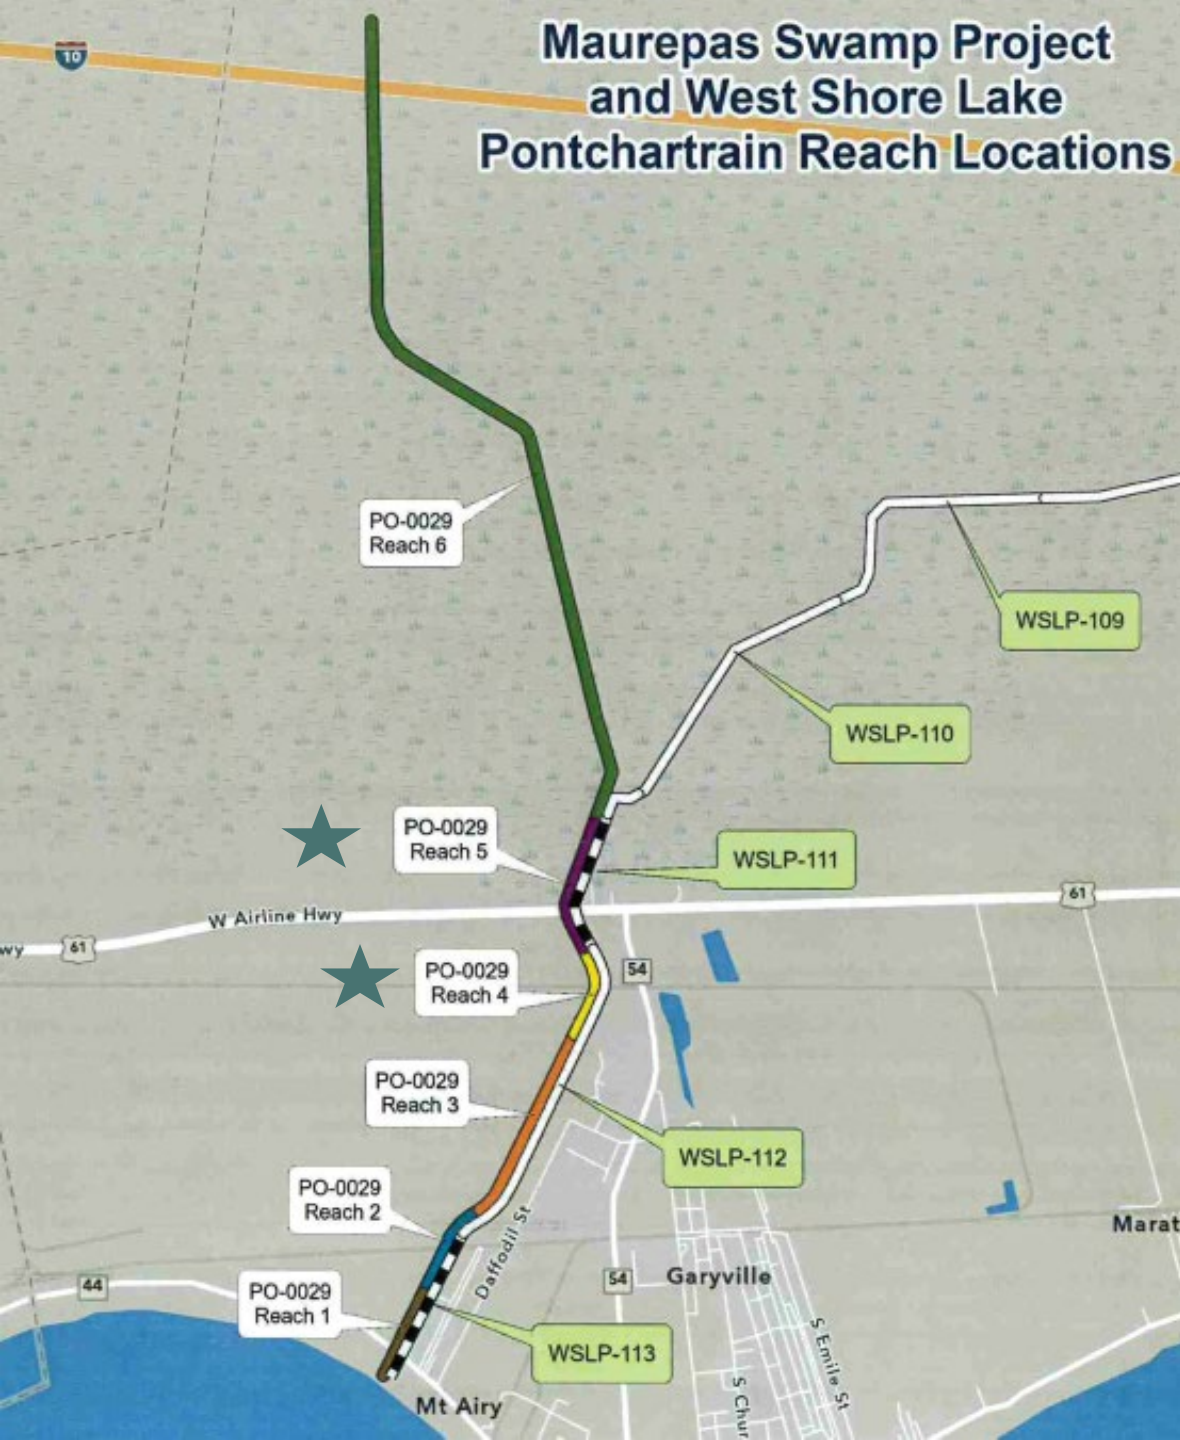 Maurepas Swamp Project
and West Shore Lake
Pontchartrain Reach Locations
10
PO-0029
Reach 6
WSLP-109
WSLP-110
PO-0029
Reach 5
WSLP-111
W Airline Hwy
61
wy
61
PO-0029
Reach 4
54
PO-0029
Reach 3
WSLP-112
PO-0029
Reach 2
Daffodil St
Marat
44
54
Garyville
PO-0029
Reach 1
WSLP-113
S Emile St
S Chur
Mt Airy